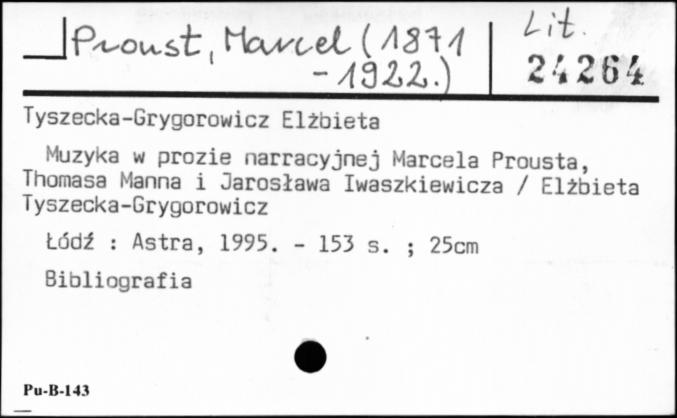 Proust, Marcel (1871
-1922.)
Lit.
24264
Tyszecka-Grygorowicz Elżbieta
Muzyka w prozie narracyjnej Marcela Prousta,
Thomasa Manna i Jarosława Iwaszkiewicza / Elżbieta
Tyszecka-Grygorowicz
Łódź : Astra, 1995. - 153 s. ; 25cm
Bibliografia
Pu-B-143